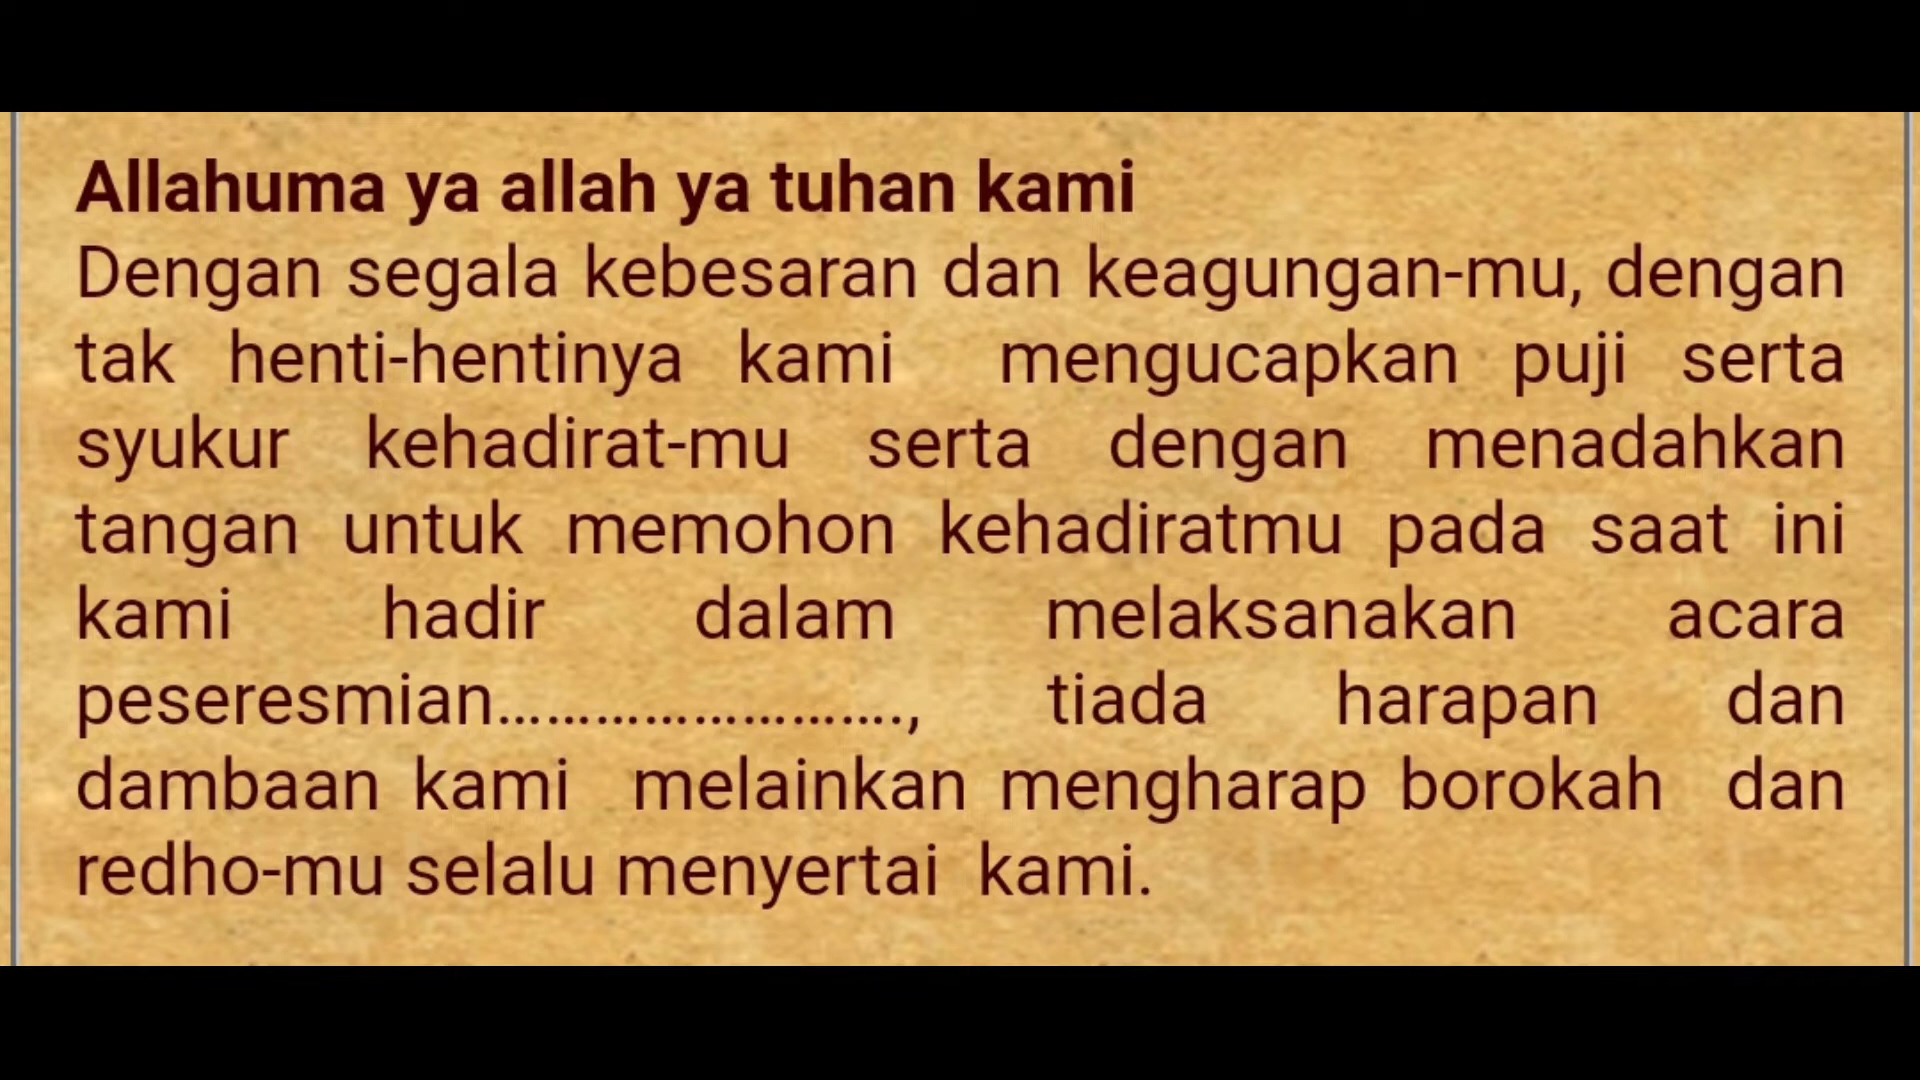 Allahuma ya allah ya tuhan kami
Dengan segala kebesaran dan keagungan-mu, dengan
tak henti-hentinya kami mengucapkan puji serta
syukur kehadirat-mu serta dengan menadahkan
tangan untuk memohon kehadiratmu pada saat ini
kami hadir dalam melaksanakan acara
peseresmian………………………., tiada harapan dan
dambaan kami melainkan mengharap borokah dan
redho-mu selalu menyertai kami.